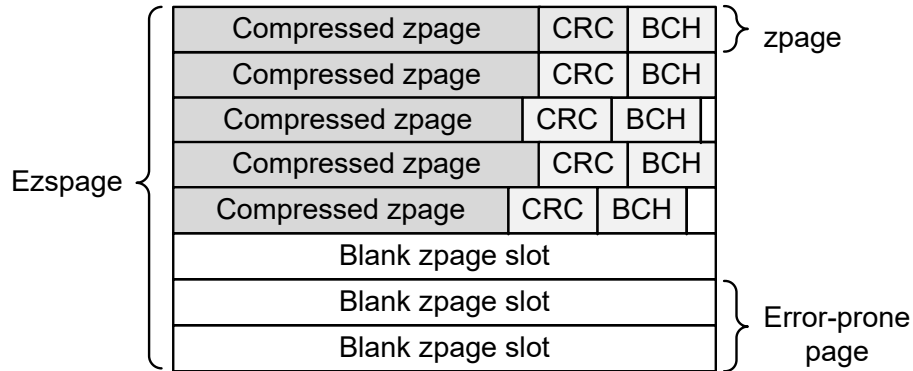 Compressed zpage CRC BCH
zpage
Compressed zpage CRC BCH
Compressed zpage CRC BCH
Compressed zpage CRC BCH
Ezspage
Compressed zpage CRC BCH
Blank zpage slot
Blank zpage slot
Error-prone
page
Blank zpage slot